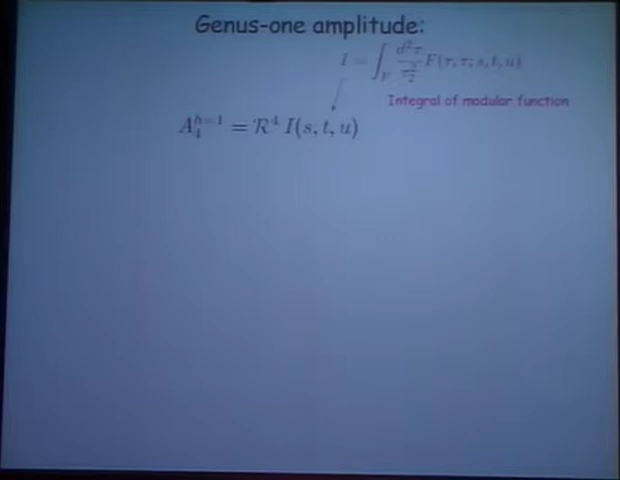 Genus-one amplitude:
I = ∫_F d²τ/τ₂² F(τ, τ; s, t, u)
Integral of modular function
A₄^{h=1} = R⁴ I(s, t, u)